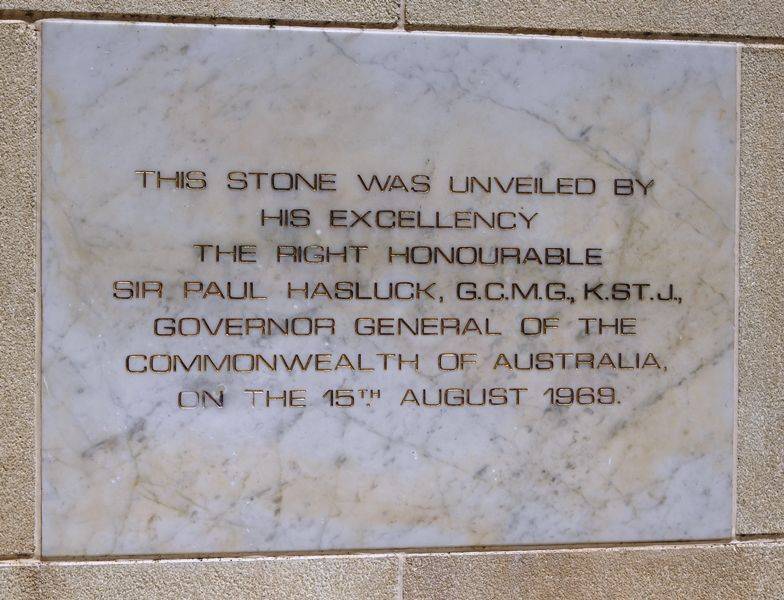 THIS STONE WAS UNVEILED BY
HIS EXCELLENCY
THE RIGHT HONOURABLE
SIR PAUL HASLUCK, G.C.M.G., K.ST.J.,
GOVERNOR GENERAL OF THE
COMMONWEALTH OF AUSTRALIA,
ON THE 15TH AUGUST 1969.